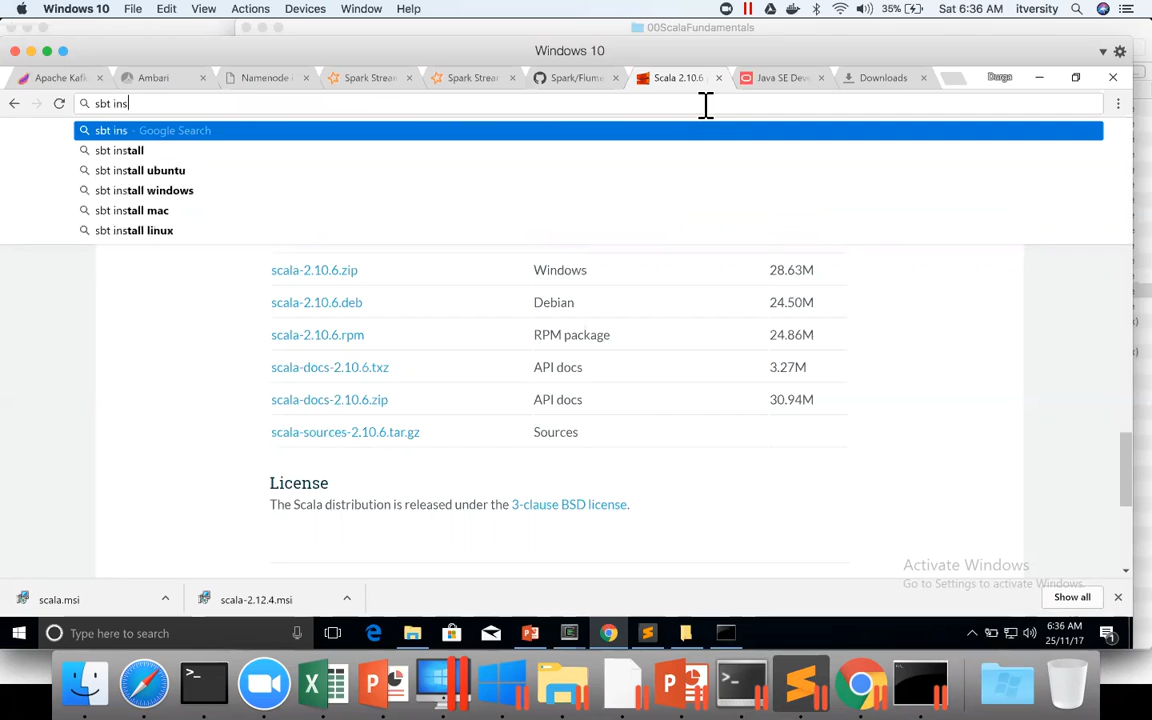 Windows 10 File Edit View Actions Devices Window Help 35% Sat 6:36 AM itversity
00ScalaFundamentals
Windows 10
Apache Kafk Ambari Namenode i Spark Strear Spark Strear Spark/Flume Scala 2.10.6 Java SE Deve Downloads Durga
sbt ins
sbt ins - Google Search
sbt install
sbt install ubuntu
sbt install windows
sbt install mac
sbt install linux
scala-2.10.6.zip Windows 28.63M
scala-2.10.6.deb Debian 24.50M
scala-2.10.6.rpm RPM package 24.86M
scala-docs-2.10.6.txz API docs 3.27M
scala-docs-2.10.6.zip API docs 30.94M
scala-sources-2.10.6.tar.gz Sources
License
The Scala distribution is released under the 3-clause BSD license.
Activate Windows
Go to Settings to activate Windows.
scala.msi scala-2.12.4.msi Show all
Type here to search 6:36 AM
25/11/17